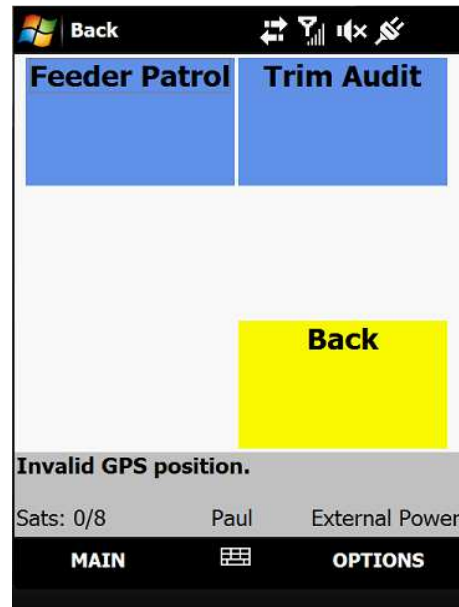 Back
Feeder Patrol Trim Audit
Back
Invalid GPS position.
Sats: 0/8 Paul External Power
MAIN OPTIONS